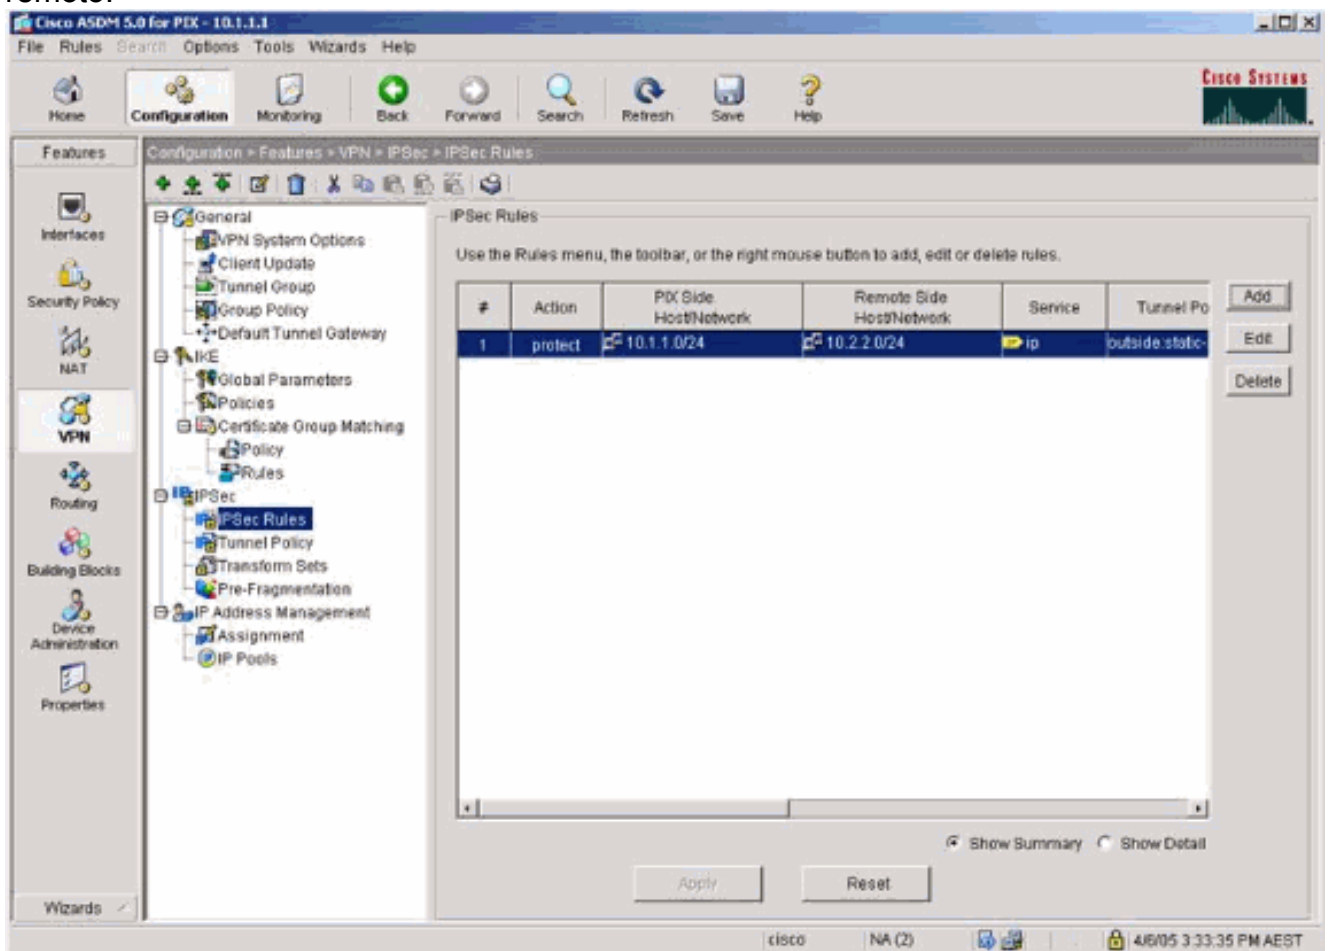 remote.
Cisco ASDM 5.0 for PIX - 10.1.1.1
File Rules Search Options Tools Wizards Help
Home Configuration Monitoring Back Forward Search Refresh Save Help
CISCO SYSTEMS
Features
Configuration > Features > VPN > IPSec > IPSec Rules
Interfaces
Security Policy
NAT
VPN
Routing
Building Blocks
Device Administration
Properties
Wizards
General
VPN System Options
Client Update
Tunnel Group
Group Policy
Default Tunnel Gateway
IKE
Global Parameters
Policies
Certificate Group Matching
Policy
Rules
IPSec
IPSec Rules
Tunnel Policy
Transform Sets
Pre-Fragmentation
IP Address Management
Assignment
IP Pools
IPSec Rules
Use the Rules menu, the toolbar, or the right mouse button to add, edit or delete rules.
# Action PIX Side Host/Network Remote Side Host/Network Service Tunnel Po
1 protect 10.1.1.0/24 10.2.2.0/24 ip outside:static-
Add
Edit
Delete
Show Summary Show Detail
Apply Reset
cisco NA (2) 4/6/05 3:33:35 PM AEST